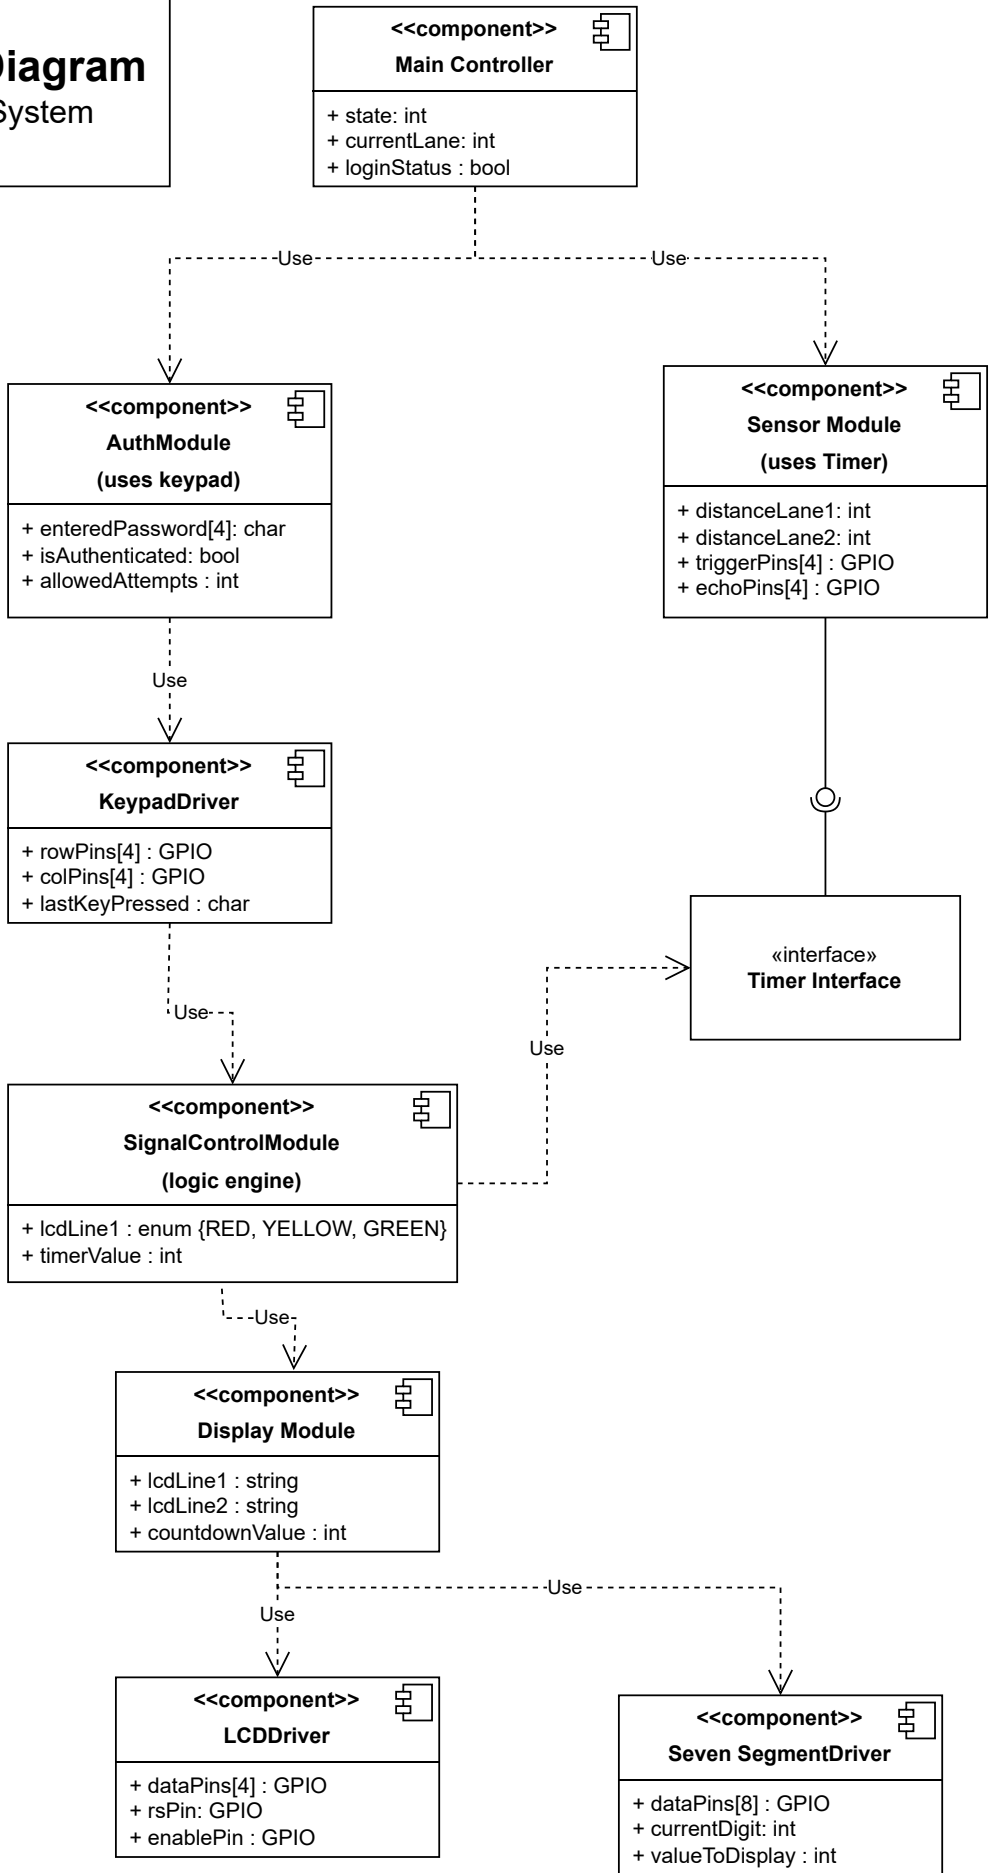 Diagram
System
<<component>>
Main Controller
+ state: int
+ currentLane: int
+ loginStatus : bool
Use
Use
<<component>>
AuthModule
(uses keypad)
+ enteredPassword[4]: char
+ isAuthenticated: bool
+ allowedAttempts : int
<<component>>
Sensor Module
(uses Timer)
+ distanceLane1: int
+ distanceLane2: int
+ triggerPins[4] : GPIO
+ echoPins[4] : GPIO
Use
<<component>>
KeypadDriver
+ rowPins[4] : GPIO
+ colPins[4] : GPIO
+ lastKeyPressed : char
«interface»
Timer Interface
Use
Use
<<component>>
SignalControlModule
(logic engine)
+ lcdLine1 : enum {RED, YELLOW, GREEN}
+ timerValue : int
Use
<<component>>
Display Module
+ lcdLine1 : string
+ lcdLine2 : string
+ countdownValue : int
Use
Use
<<component>>
LCDDriver
+ dataPins[4] : GPIO
+ rsPin: GPIO
+ enablePin : GPIO
<<component>>
Seven SegmentDriver
+ dataPins[8] : GPIO
+ currentDigit: int
+ valueToDisplay : int